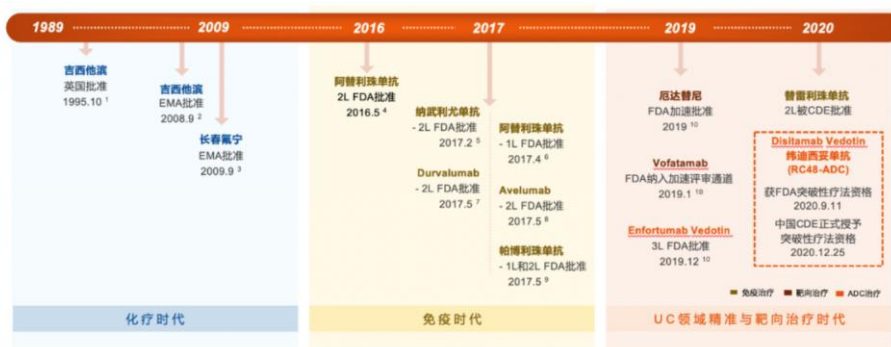 1989 2009 2016 2017 2019 2020
吉西他滨
英国批准
1995.10 1
吉西他滨
EMA批准
2008.9 2
长春氟宁
EMA批准
2009.9 3
阿替利珠单抗
2L FDA批准
2016.5 4
纳武利尤单抗
- 2L FDA批准
2017.2 5
Durvalumab
- 2L FDA批准
2017.5 7
阿替利珠单抗
- 1L FDA批准
2017.4 6
Avelumab
- 2L FDA批准
2017.5 8
帕博利珠单抗
- 1L和2L FDA批准
2017.5 9
厄达替尼
FDA加速批准
2019 10
Vofatamab
FDA纳入加速评审通道
2019.1 18
Enfortumab Vedotin
3L FDA批准
2019.12 10
替雷利珠单抗
2L被CDE批准
Disitamab Vedotin
纬迪西妥单抗
(RC48-ADC)
获FDA突破性疗法资格
2020.9.11
中国CDE正式授予
突破性疗法资格
2020.12.25
免疫治疗 靶向治疗 ADC治疗
化疗时代
免疫时代
UC领域精准与靶向治疗时代